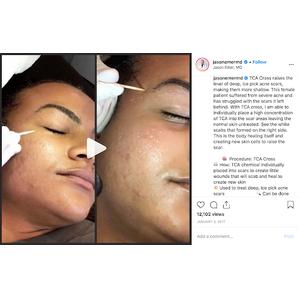 jasonemermd • Follow
Jason Emer, MD
jasonemermd TCA Cross raises the
level of deep, ice pick acne scars,
making them more shallow. This female
patient suffered from severe acne and
has struggled with the scars it left
behind. With TCA cross, I am able to
individually place a high concentration
of TCA into the scar areas leaving the
normal skin untreated. See the white
scabs that formed on the right side.
This is the body healing itself and
creating new skin cells to raise the
scar.
Procedure: TCA Cross
How: TCA chemical individually
placed into scars to create little
wounds that will scab and heal to
create new skin
Used to treat deep, ice pick acne
scars
Can be done
12,102 views
JANUARY 2017
Add a comment...